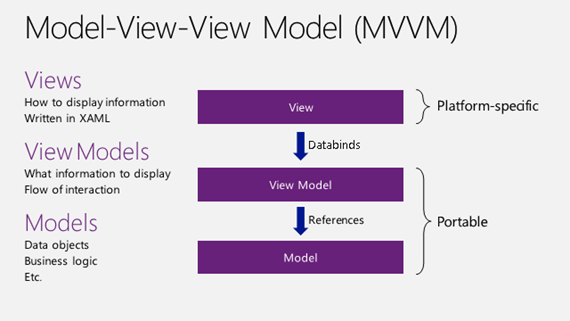 Model-View-View Model (MVVM)
Views
How to display information
Written in XAML
View Models
What information to display
Flow of interaction
Models
Data objects
Business logic
Etc.
View
Databinds
View Model
References
Model
Platform-specific
Portable